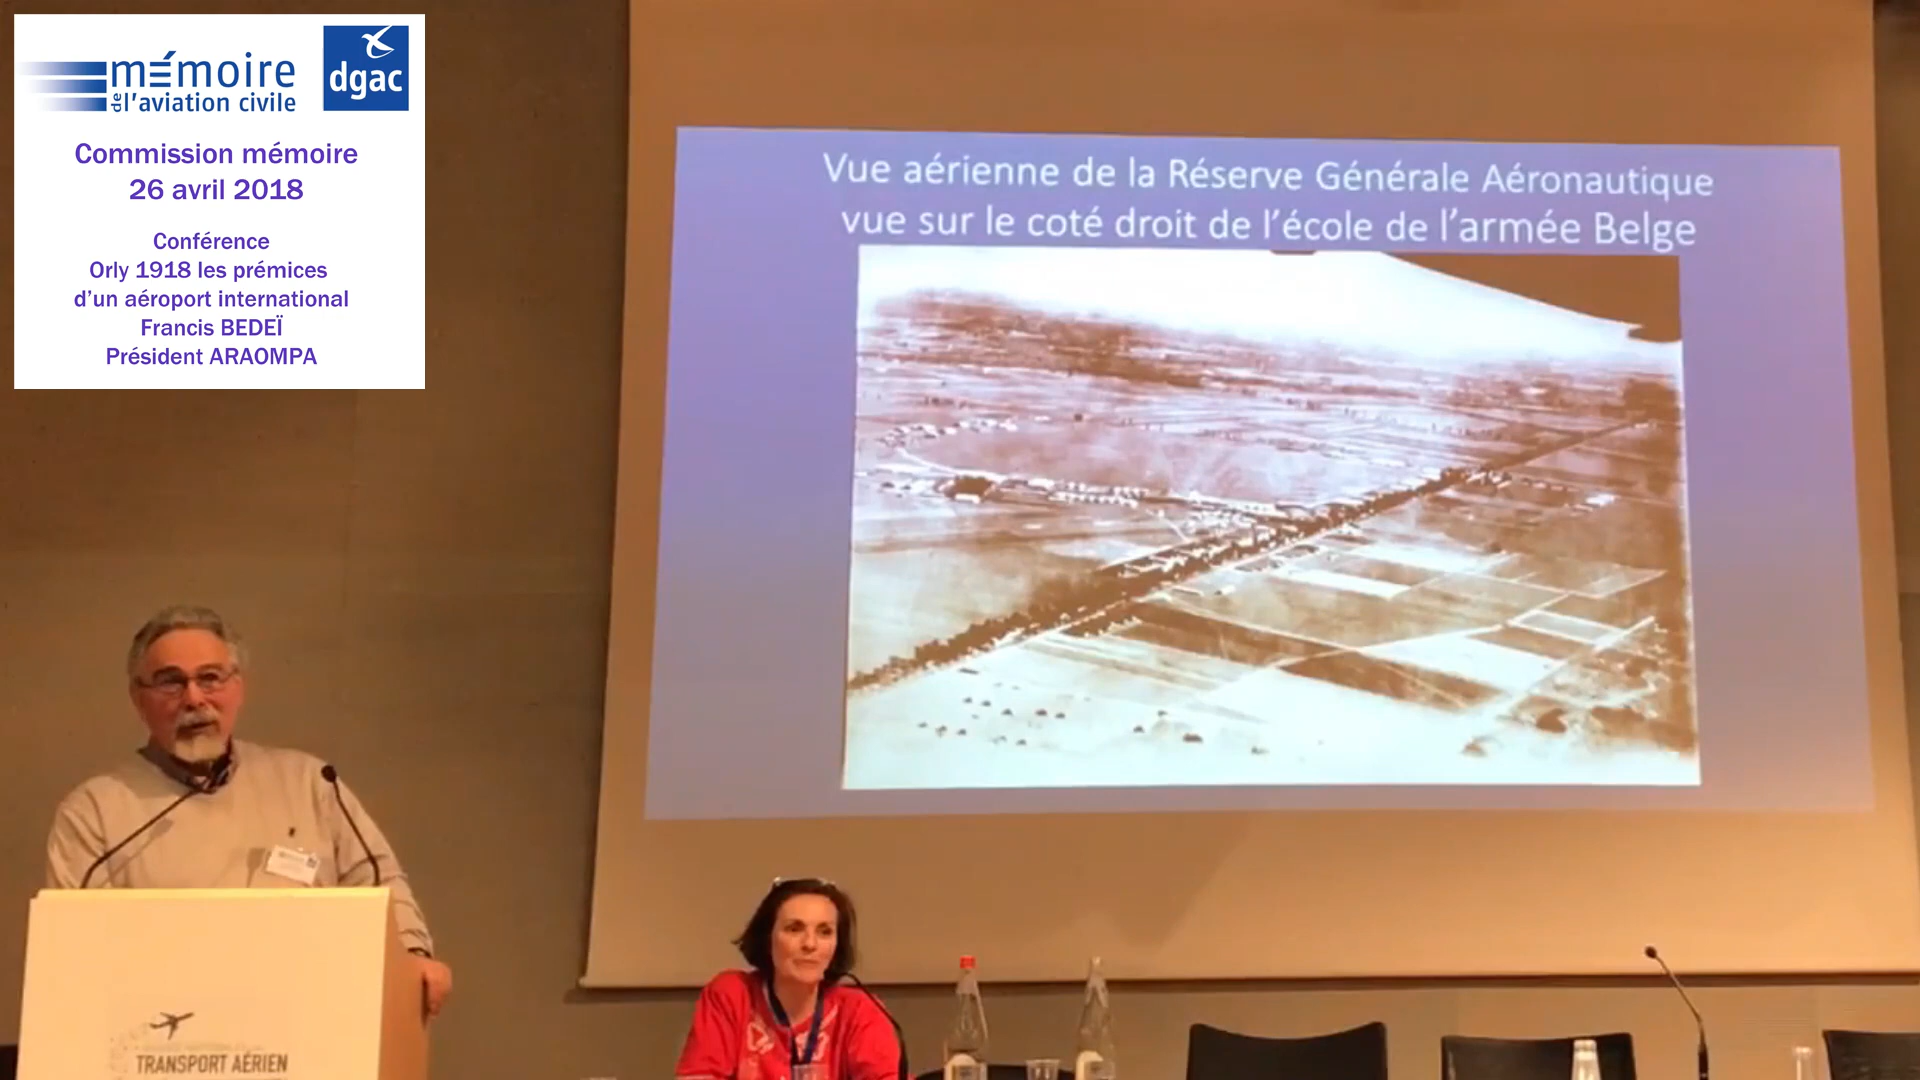 mémoire
de l'aviation civile
dgac
Commission mémoire
26 avril 2018
Conférence
Orly 1918 les prémices
d'un aéroport international
Francis BEDEÏ
Président ARAOMPA
Vue aérienne de la Réserve Générale Aéronautique
vue sur le coté droit de l'école de l'armée Belge
TRANSPORT AÉRIEN